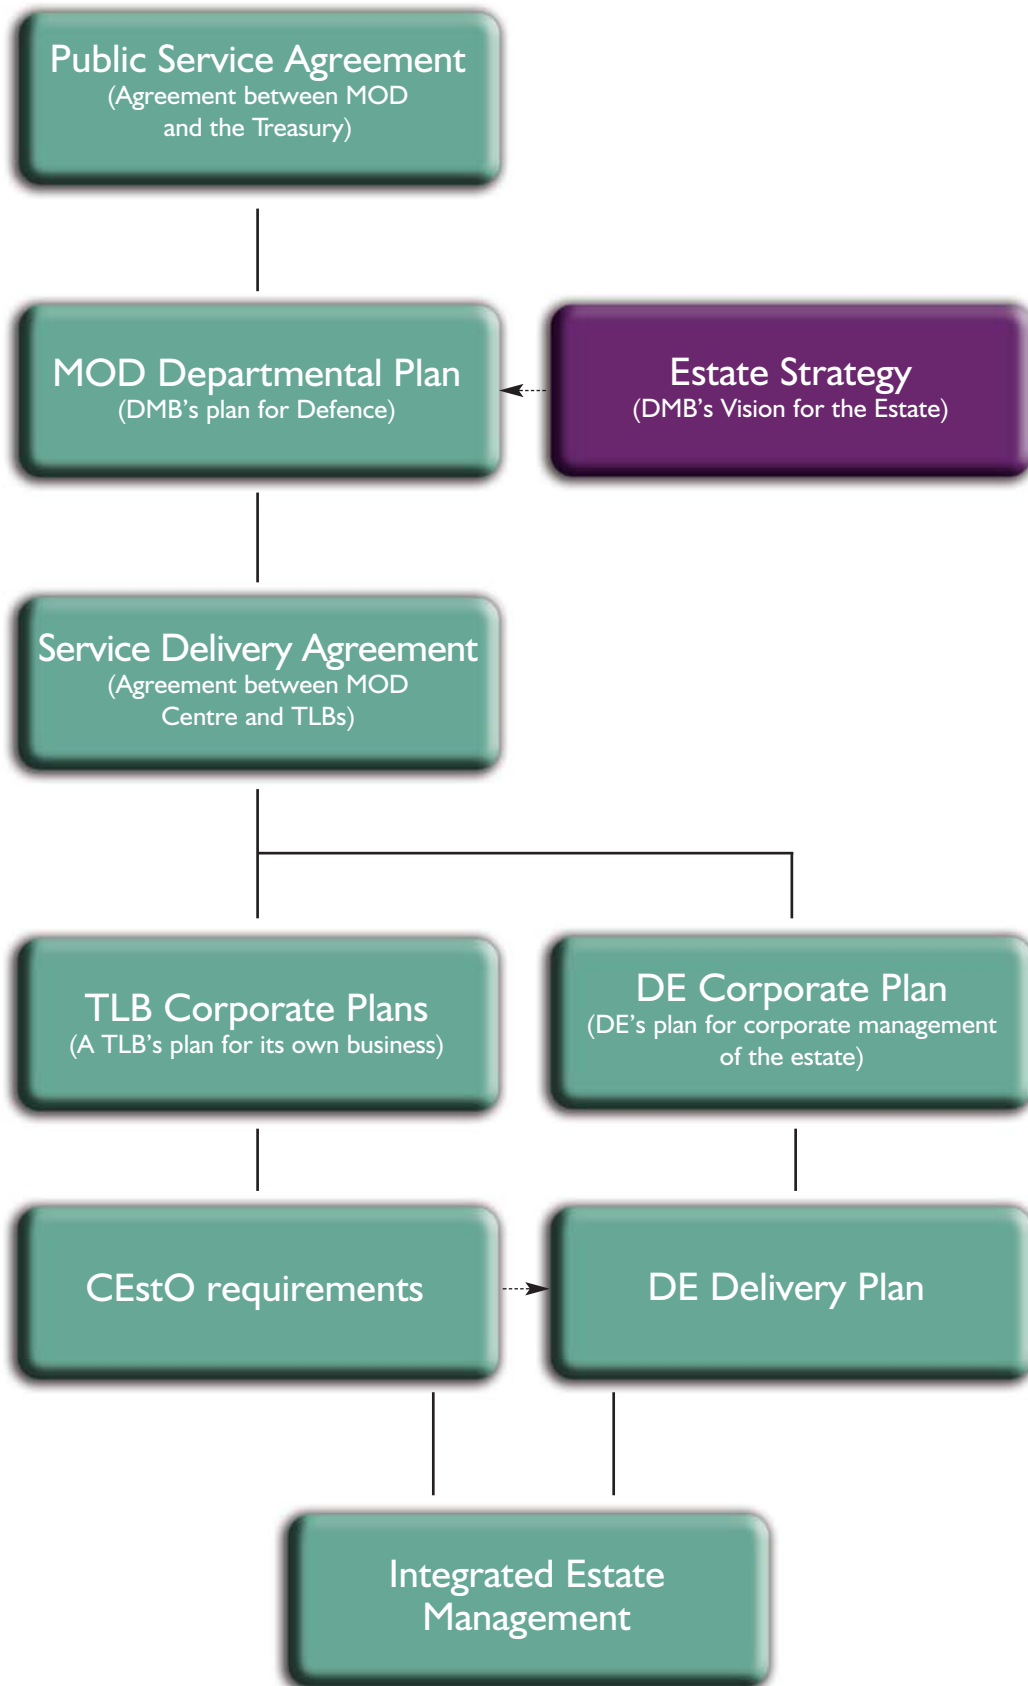 Public Service Agreement
(Agreement between MOD
and the Treasury)
MOD Departmental Plan
(DMB's plan for Defence)
Estate Strategy
(DMB's Vision for the Estate)
Service Delivery Agreement
(Agreement between MOD
Centre and TLBs)
TLB Corporate Plans
(A TLB's plan for its own business)
DE Corporate Plan
(DE's plan for corporate management
of the estate)
CEstO requirements
DE Delivery Plan
Integrated Estate
Management